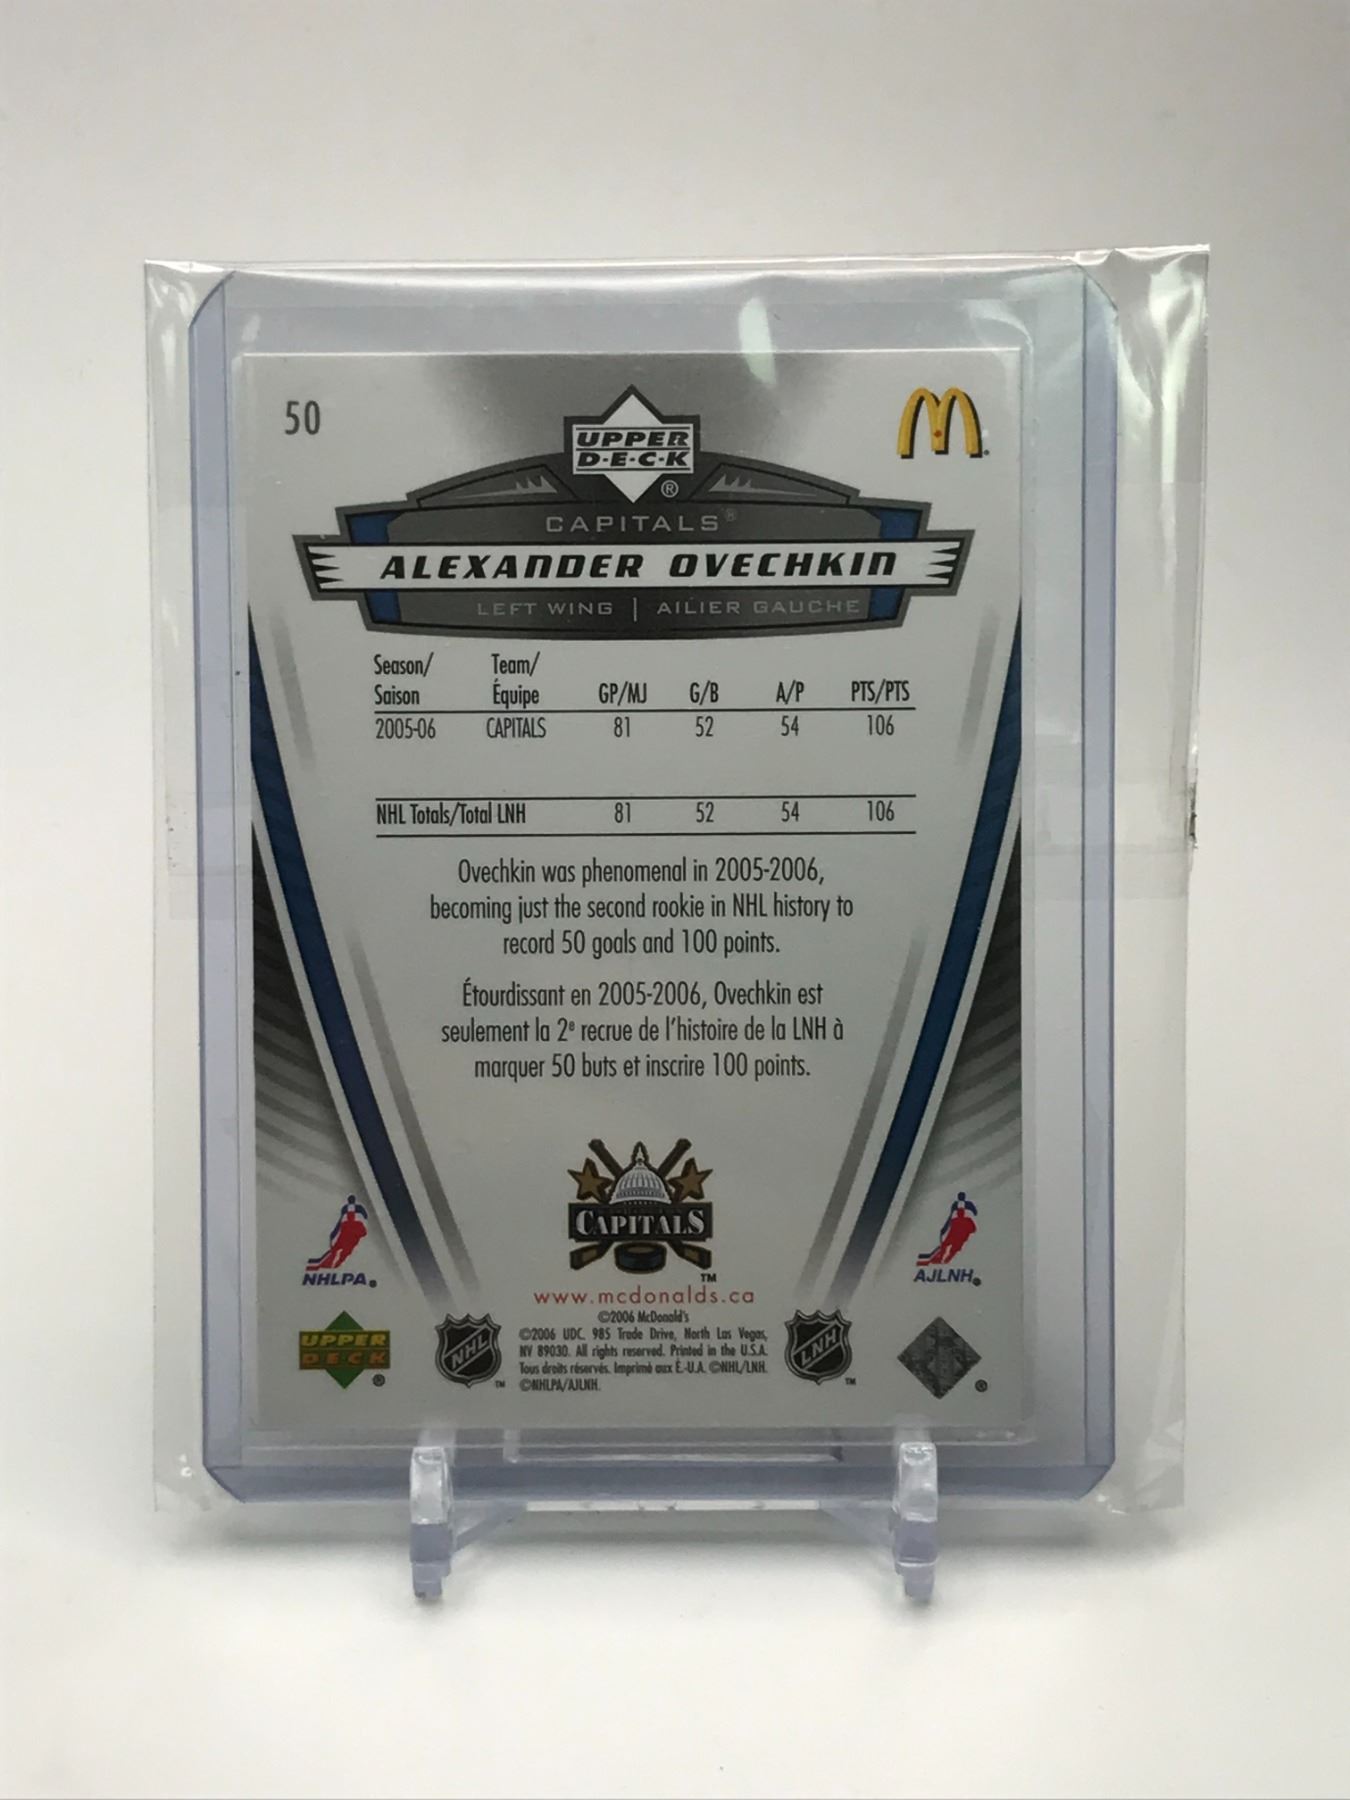 50
UPPER
D·E·C·K
®
CAPITALS®
ALEXANDER OVECHKIN
LEFT WING | AILIER GAUCHE
Season/ Team/
Saison Équipe GP/MJ G/B A/P PTS/PTS
2005-06 CAPITALS 81 52 54 106
NHL Totals/Total LNH 81 52 54 106
Ovechkin was phenomenal in 2005-2006,
becoming just the second rookie in NHL history to
record 50 goals and 100 points.
Étourdissant en 2005-2006, Ovechkin est
seulement la 2e recrue de l'histoire de la LNH à
marquer 50 buts et inscrire 100 points.
CAPITALS
TM
NHLPA®
AJLNH®
www.mcdonalds.ca
©2006 McDonald's
©2006 UDC. 985 Trade Drive, North Las Vegas,
NV 89030. All rights reserved. Printed in the U.S.A.
Tous droits réservés. Imprimé aux É.-U.A. ©NHL/LNH.
©NHLPA/AJLNH.
UPPER
DECK
®
NHL
TM
LNH
TM
®